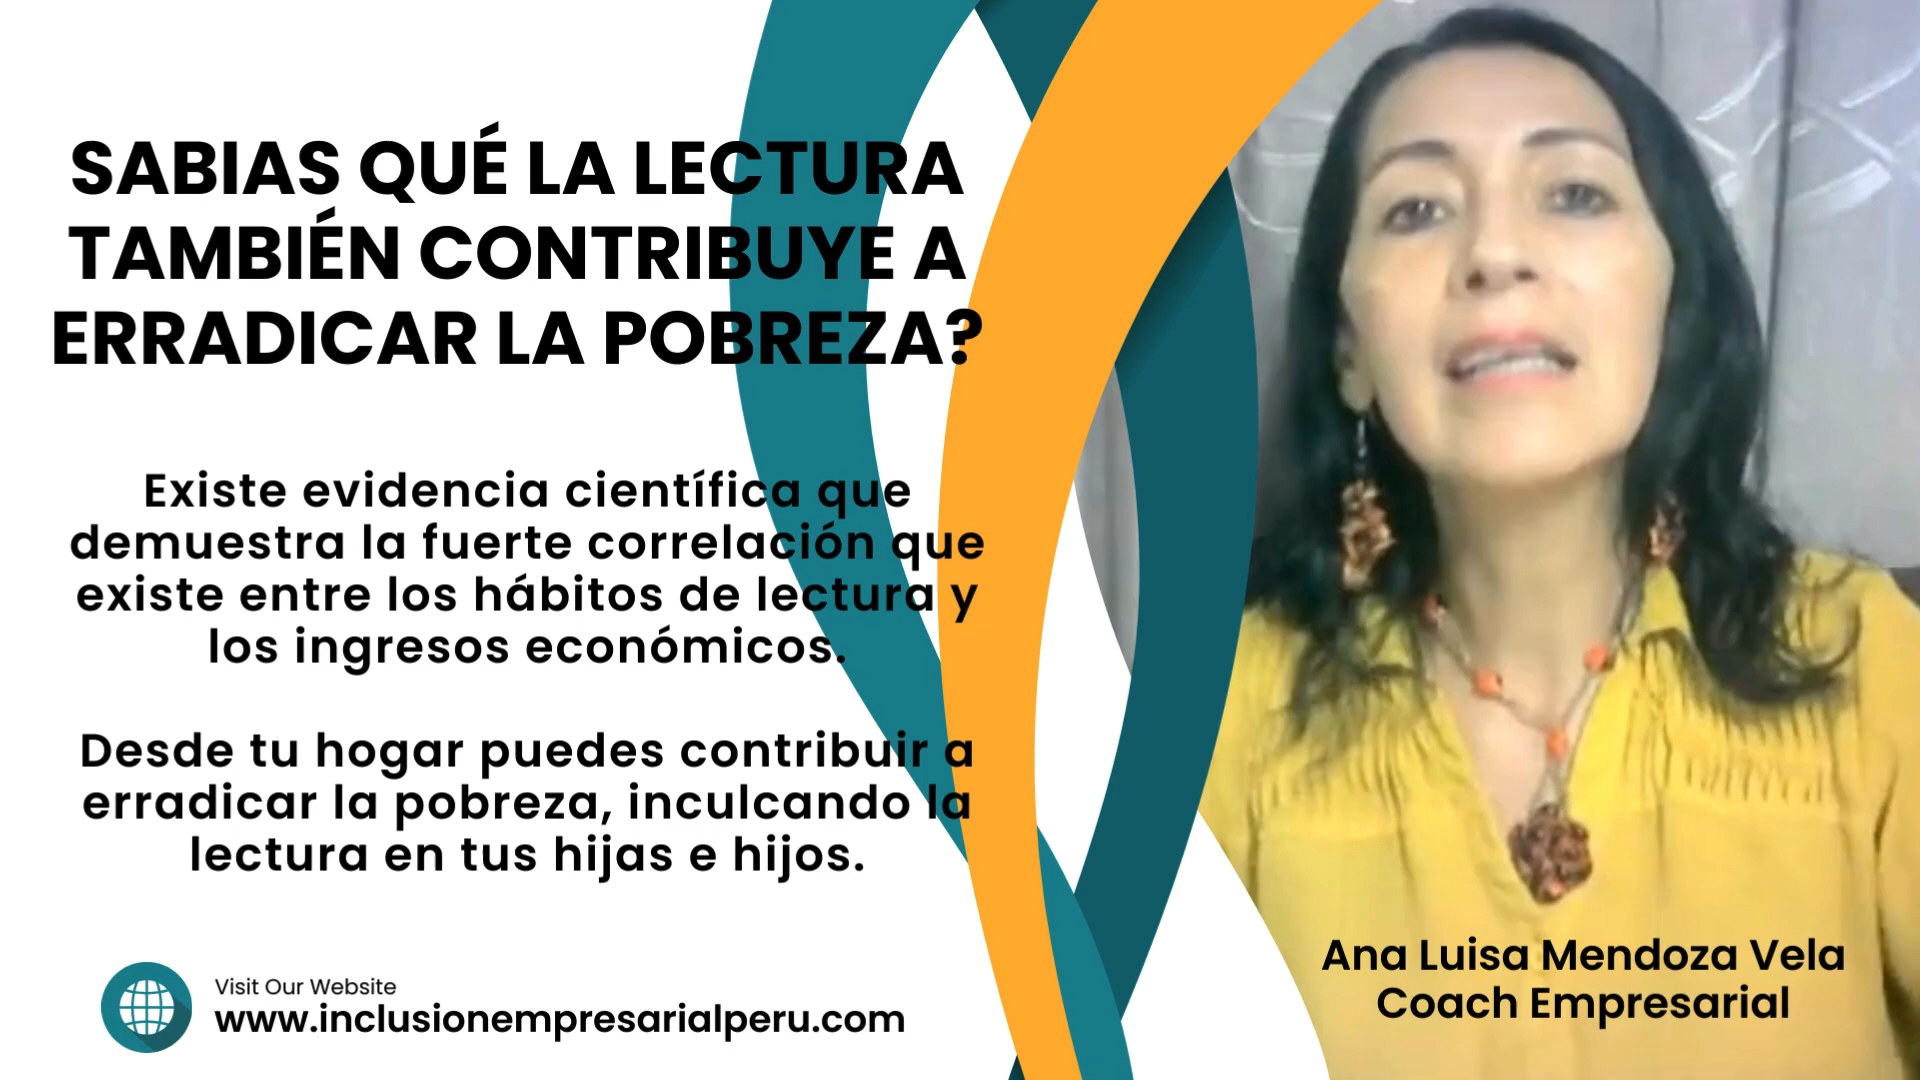 SABIAS QUÉ LA LECTURA
TAMBIÉN CONTRIBUYE A
ERRADICAR LA POBREZA?
Existe evidencia científica que
demuestra la fuerte correlación que
existe entre los hábitos de lectura y
los ingresos económicos.
Desde tu hogar puedes contribuir a
erradicar la pobreza, inculcando la
lectura en tus hijas e hijos.
Visit Our Website
www.inclusionempresarialperu.com
Ana Luisa Mendoza Vela
Coach Empresarial